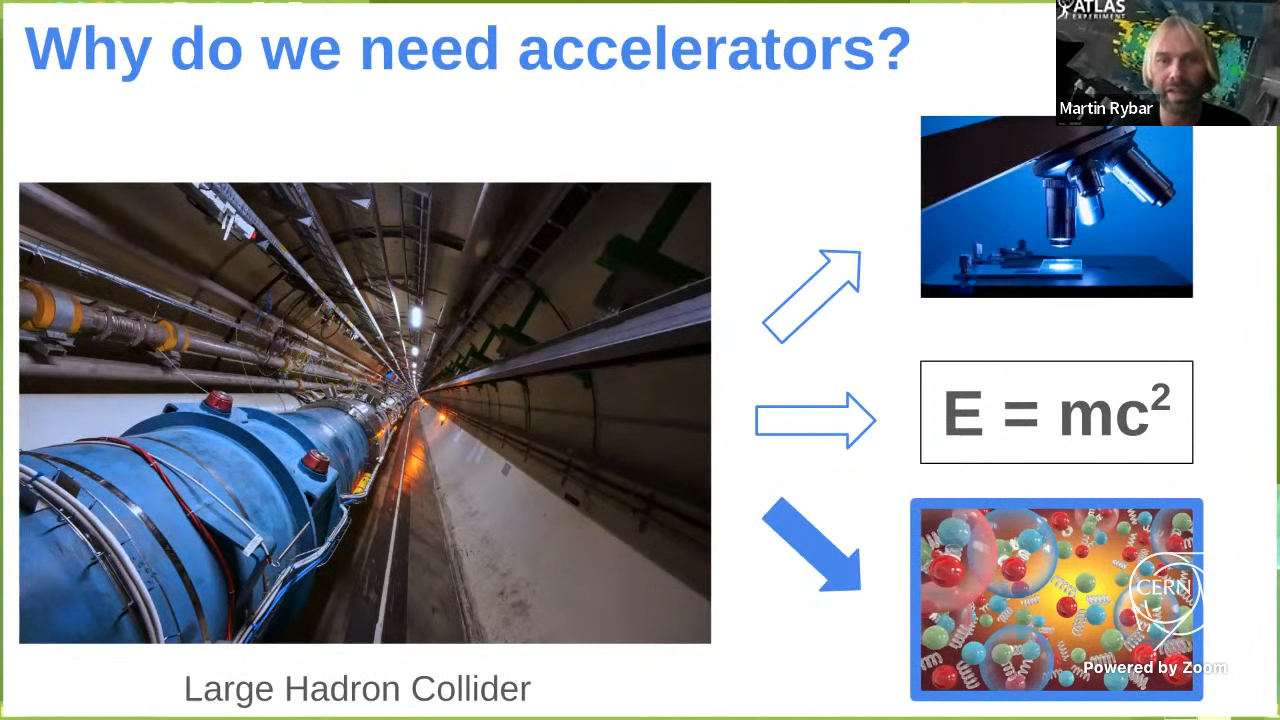 Why do we need accelerators?
ATLAS
EXPERIMENT
Martin Rybar
E = mc²
CERN
Powered by Zoom
Large Hadron Collider